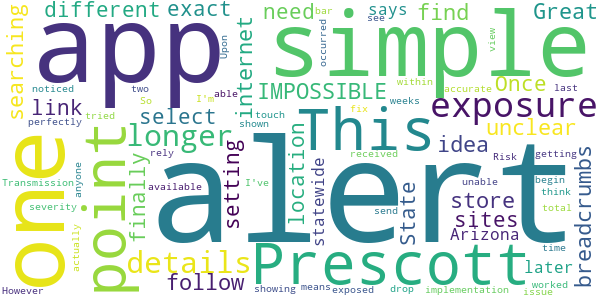 searching
different
exact
need
says
find
bar
see
Great
app
simple
Upon
occurred
view
noticed
two
link
internet
IMPOSSIBLE
Once
within
accurate
last
So
I'm
able
tried
perfectly
select
This
touch
shown
fix
weeks
exposure
longer
unclear
one
point
finally
rely
setting
location
alert
idea
received
Risk
getting
Transmission
anyone
available
I've
statewide
State
unable
begin
store
think
breadcrumbs
severity
send
sites
Arizona
total
actually
details
Prescott
later
time
However
follow
showing
means
exposed
drop
implementation
worked
issue